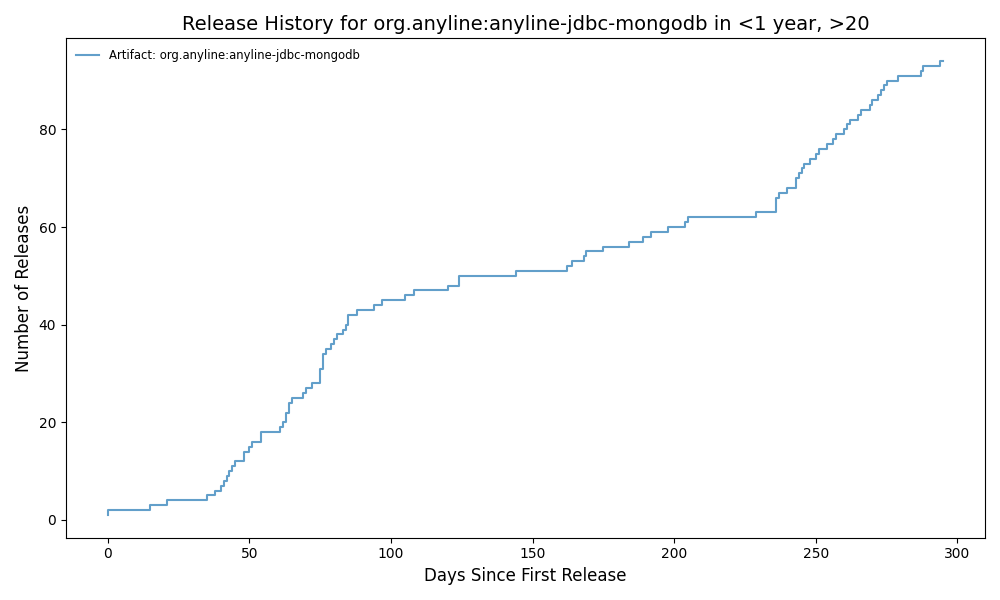 Release History for org.anyline:anyline-jdbc-mongodb in <1 year, >20
Artifact: org.anyline:anyline-jdbc-mongodb
Number of Releases
80
60
40
20
0
0 50 100 150 200 250 300
Days Since First Release